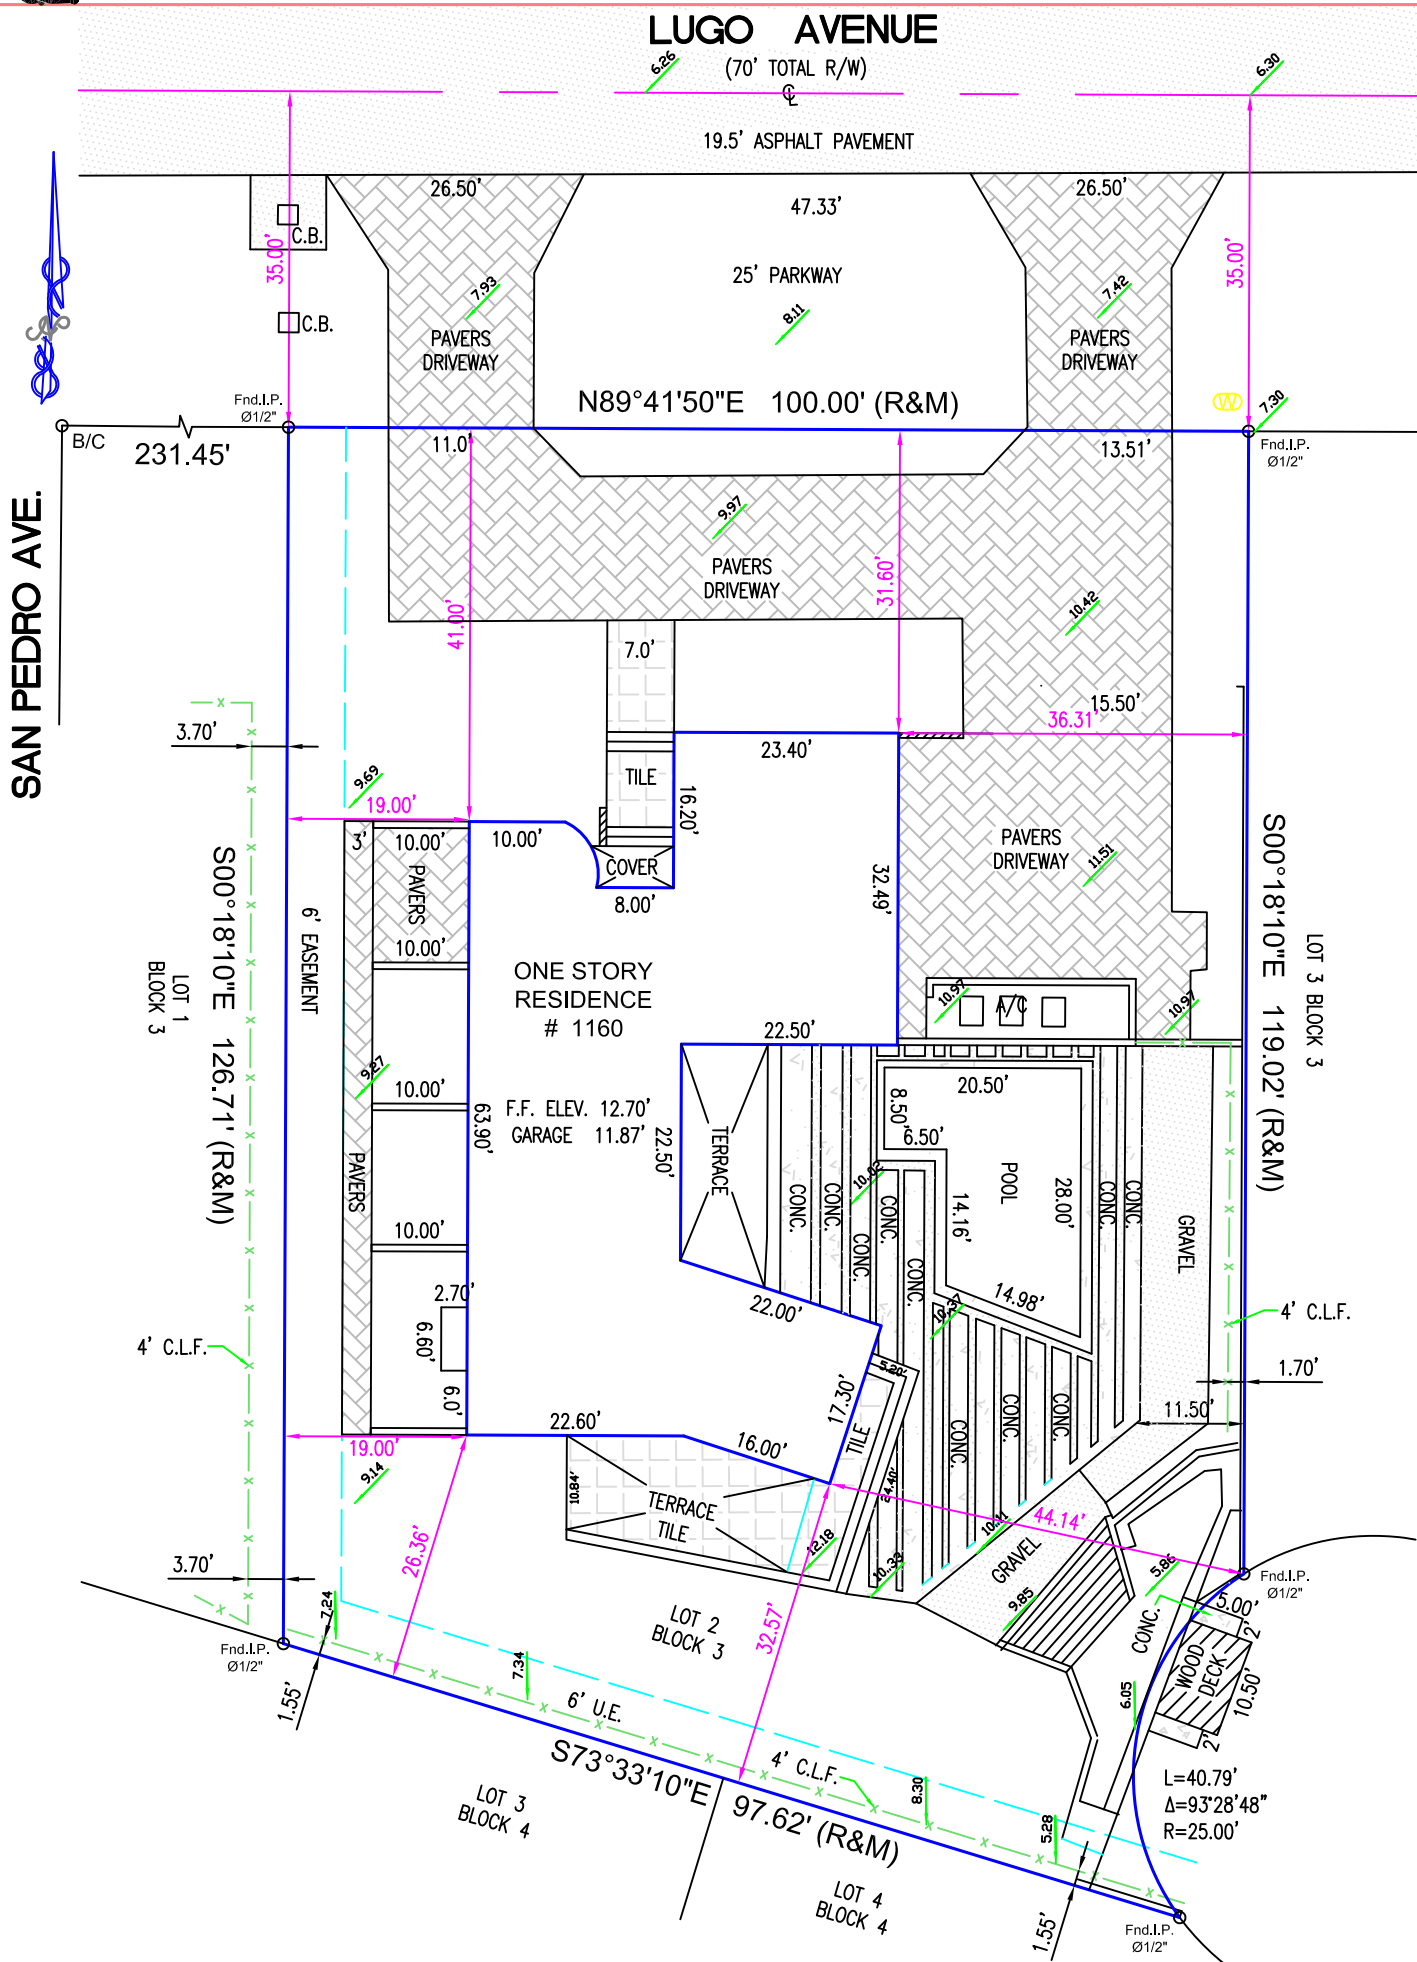 LUGO AVENUE
(70' TOTAL R/W)
6.26
6.30
19.5' ASPHALT PAVEMENT
26.50'
47.33'
26.50'
C.B.
35.00'
35.00'
25' PARKWAY
7.93
8.11
7.42
C.B.
PAVERS
DRIVEWAY
PAVERS
DRIVEWAY
N89°41'50"E 100.00' (R&M)
Fnd.I.P.
Ø1/2"
7.30
B/C
231.45'
11.0'
13.51'
Fnd.I.P.
Ø1/2"
SAN PEDRO AVE.
9.97
PAVERS
DRIVEWAY
31.60'
41.00'
10.42
7.0'
15.50'
36.31'
3.70'
23.40'
TILE
9.69
16.20'
19.00'
3'
10.00'
10.00'
PAVERS
COVER
8.00'
PAVERS
DRIVEWAY
11.51
32.49'
S00°18'10"E 126.71' (R&M)
S00°18'10"E 119.02' (R&M)
LOT 1
BLOCK 3
LOT 3 BLOCK 3
6' EASEMENT
10.00'
ONE STORY
RESIDENCE
# 1160
10.97
A/C
10.97
22.50'
9.27
10.00'
63.90'
F.F. ELEV. 12.70'
GARAGE 11.87'
22.50'
TERRACE
20.50'
8.50'
6.50'
POOL
14.16'
28.00'
PAVERS
10.02
CONC.
CONC.
CONC.
CONC.
CONC.
CONC.
CONC.
GRAVEL
10.00'
2.70'
6.60'
6.0'
22.00'
14.98'
10.37
4' C.L.F.
4' C.L.F.
1.70'
5.20'
17.30'
TILE
CONC.
CONC.
CONC.
11.50'
22.60'
16.00'
19.00'
9.14
10.84'
TERRACE
TILE
24.40'
44.14'
10.11
GRAVEL
12.18
10.33
26.36'
3.70'
7.24
32.57'
9.85
5.86
Fnd.I.P.
Ø1/2"
5.00'
2'
CONC.
WOOD
DECK
10.50'
2'
LOT 2
BLOCK 3
Fnd.I.P.
Ø1/2"
1.55'
7.34
6' U.E.
6.05
S73°33'10"E 97.62' (R&M)
4' C.L.F.
8.30
5.28
L=40.79'
Δ=93°28'48"
R=25.00'
LOT 3
BLOCK 4
LOT 4
BLOCK 4
1.55'
Fnd.I.P.
Ø1/2"